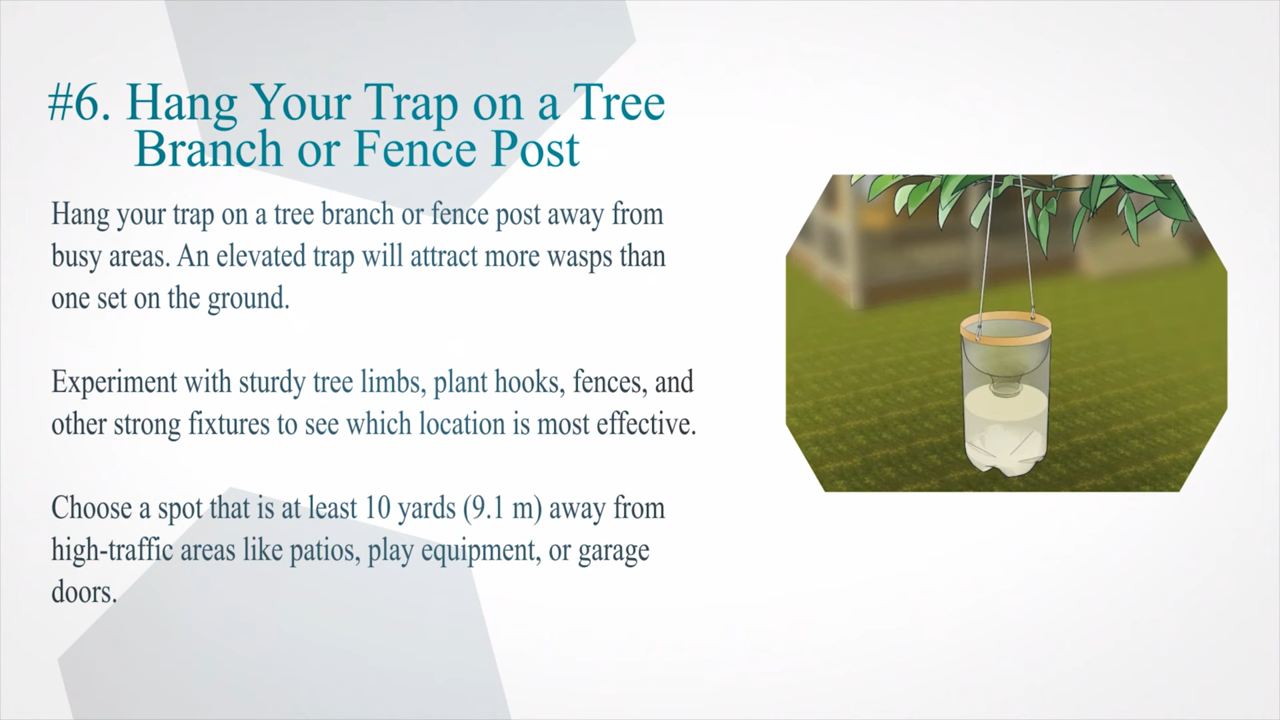 #6. Hang Your Trap on a Tree
Branch or Fence Post
Hang your trap on a tree branch or fence post away from
busy areas. An elevated trap will attract more wasps than
one set on the ground.
Experiment with sturdy tree limbs, plant hooks, fences, and
other strong fixtures to see which location is most effective.
Choose a spot that is at least 10 yards (9.1 m) away from
high-traffic areas like patios, play equipment, or garage
doors.